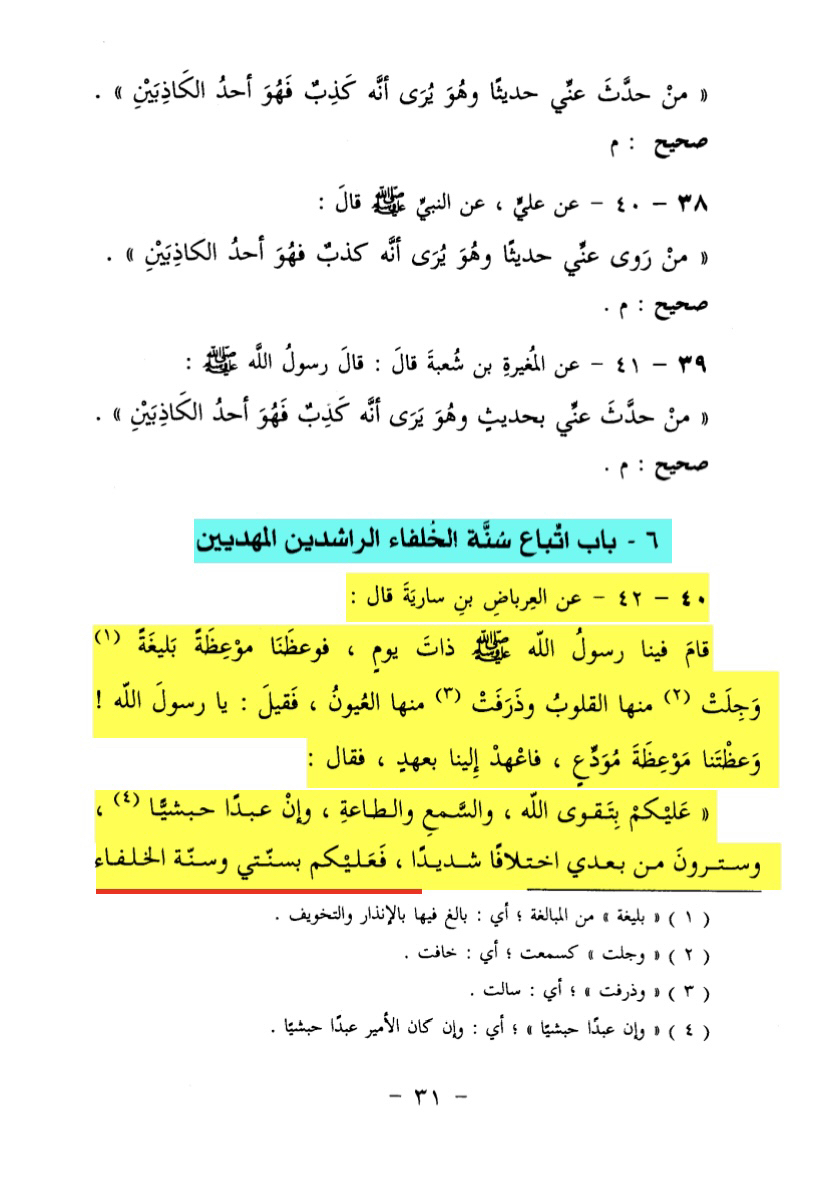 « منْ حدَّثَ عنِّي حديثًا وهُوَ يُرَى أنَّه كَذِبٌ فَهُوَ أحدُ الكَاذِبَيْنِ » .
صحيح : م
٣٨ – ٤٠ – عن عليٍّ ، عن النبيِّ ﷺ قالَ :
« منْ رَوى عنِّي حديثًا وهُوَ يُرَى أنَّه كذبٌ فهُوَ أحدُ الكاذِبَيْنِ » .
صحيح : م .
٣٩ – ٤١ – عن المُغيرةِ بن شُعبةَ قالَ : قالَ رسولُ اللَّه ﷺ :
« منْ حدَّثَ عنِّي بحديثٍ وهُوَ يَرَى أنَّه كَذِبٌ فَهُوَ أحدُ الكَاذِبَيْنِ » .
صحيح : م .
٦ - باب اتِّباع سُنَّة الخُلفاء الراشدين المهديين
٤٠ – ٤٢ – عن العِرباضِ بنِ ساريَةَ قال :
قامَ فينا رسولُ اللّه ﷺ ذاتَ يومٍ ، فوعظَنَا موْعِظَةً بَليغَةً (١)
وَجِلَتْ (٢) منها القلوبُ وذَرَفَتْ (٣) منها العُيونُ ، فَقيلَ : يا رسولَ اللّه !
وَعظْتَنا مَوْعِظَةَ مُوَدِّعٍ ، فاعْهدْ إِلينا بعهدٍ ، فقال :
« عَليْكمْ بِتَقوى اللّه ، والسَّمعِ والطاعةِ ، وإنْ عبدًا حبشيًّا (٤) ،
وسترونَ من بعدي اختلافًا شديدًا ، فَعَليْكم بسنّتي وسنّة الخلفاء
( ١ ) « بليغة » من المبالغة ؛ أي : بالغ فيها بالإنذار والتخويف .
( ٢ ) « وجلت » كسمعت ؛ أي : خافت .
( ٣ ) « وذرفت » ؛ أي : سالت .
( ٤ ) « وإن عبدًا حبشيًا » ؛ أي : وإن كان الأمير عبدًا حبشيًا .
– ٣١ –